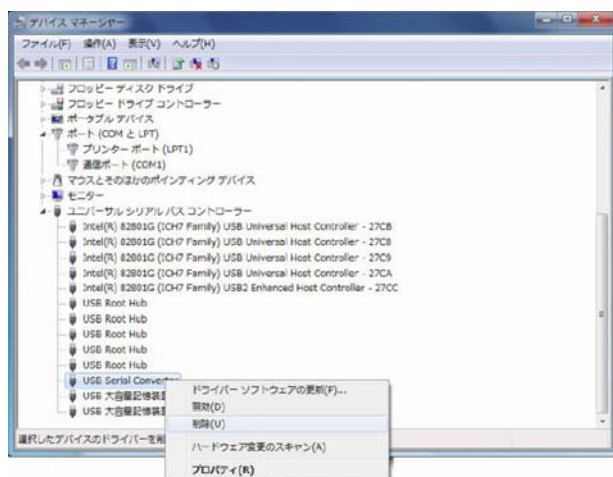 デバイス マネージャー
ファイル(F) 操作(A) 表示(V) ヘルプ(H)
フロッピー ディスク ドライブ
フロッピー ドライブ コントローラー
ポータブル デバイス
ポート (COM と LPT)
プリンター ポート (LPT1)
通信ポート (COM1)
マウスとそのほかのポインティング デバイス
モニター
ユニバーサル シリアル バス コントローラー
Intel(R) 82801G (ICH7 Family) USB Universal Host Controller - 27CB
Intel(R) 82801G (ICH7 Family) USB Universal Host Controller - 27C8
Intel(R) 82801G (ICH7 Family) USB Universal Host Controller - 27C9
Intel(R) 82801G (ICH7 Family) USB Universal Host Controller - 27CA
Intel(R) 82801G (ICH7 Family) USB2 Enhanced Host Controller - 27CC
USB Root Hub
USB Root Hub
USB Root Hub
USB Root Hub
USB Root Hub
USB Serial Converter
USB 大容量記憶装
USB 大容量記憶装
選択したデバイスのドライバーを削
ドライバー ソフトウェアの更新(P)...
無効(D)
削除(U)
ハードウェア変更のスキャン(A)
プロパティ(R)